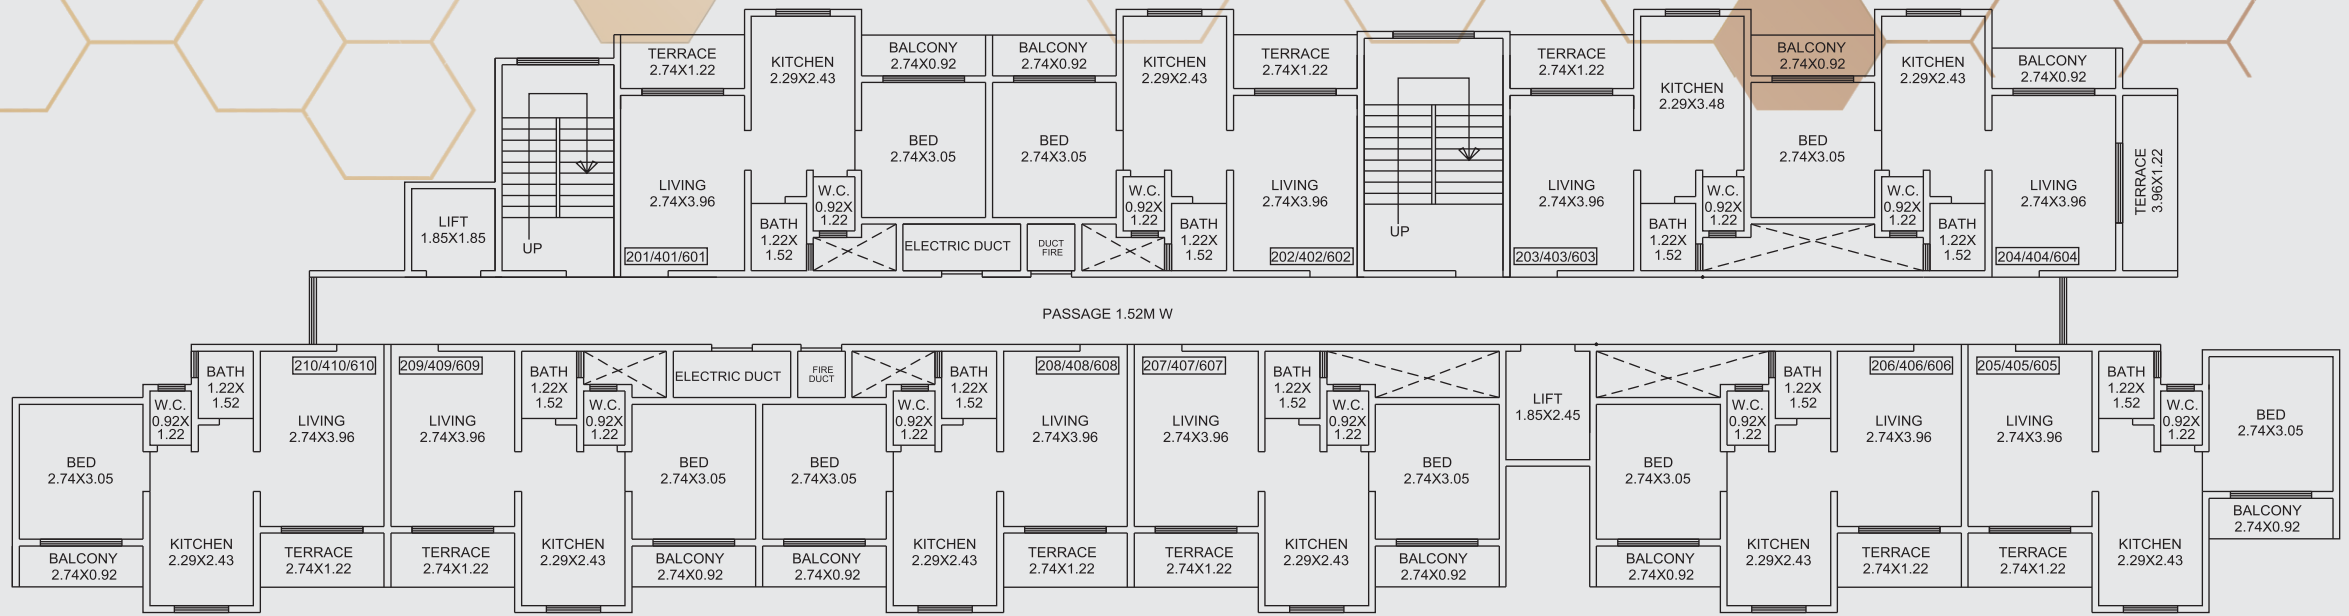 TERRACE
2.74X1.22
KITCHEN
2.29X2.43
BALCONY
2.74X0.92
BALCONY
2.74X0.92
KITCHEN
2.29X2.43
TERRACE
2.74X1.22
TERRACE
2.74X1.22
KITCHEN
2.29X3.48
BALCONY
2.74X0.92
KITCHEN
2.29X2.43
BALCONY
2.74X0.92
LIFT
1.85X1.85
UP
LIVING
2.74X3.96
201/401/601
BATH
1.22X
1.52
W.C.
0.92X
1.22
BED
2.74X3.05
ELECTRIC DUCT
BED
2.74X3.05
DUCT
FIRE
W.C.
0.92X
1.22
BATH
1.22X
1.52
LIVING
2.74X3.96
202/402/602
UP
LIVING
2.74X3.96
203/403/603
BATH
1.22X
1.52
W.C.
0.92X
1.22
BED
2.74X3.05
W.C.
0.92X
1.22
BATH
1.22X
1.52
LIVING
2.74X3.96
204/404/604
TERRACE
3.96X1.22
PASSAGE 1.52M W
BED
2.74X3.05
BALCONY
2.74X0.92
W.C.
0.92X
1.22
BATH
1.22X
1.52
KITCHEN
2.29X2.43
210/410/610
LIVING
2.74X3.96
TERRACE
2.74X1.22
209/409/609
LIVING
2.74X3.96
TERRACE
2.74X1.22
BATH
1.22X
1.52
W.C.
0.92X
1.22
KITCHEN
2.29X2.43
ELECTRIC DUCT
BED
2.74X3.05
BALCONY
2.74X0.92
FIRE
DUCT
BED
2.74X3.05
BALCONY
2.74X0.92
W.C.
0.92X
1.22
BATH
1.22X
1.52
KITCHEN
2.29X2.43
208/408/608
LIVING
2.74X3.96
TERRACE
2.74X1.22
207/407/607
LIVING
2.74X3.96
TERRACE
2.74X1.22
BATH
1.22X
1.52
W.C.
0.92X
1.22
KITCHEN
2.29X2.43
BED
2.74X3.05
BALCONY
2.74X0.92
LIFT
1.85X2.45
BED
2.74X3.05
BALCONY
2.74X0.92
W.C.
0.92X
1.22
BATH
1.22X
1.52
KITCHEN
2.29X2.43
206/406/606
LIVING
2.74X3.96
TERRACE
2.74X1.22
205/405/605
LIVING
2.74X3.96
TERRACE
2.74X1.22
BATH
1.22X
1.52
W.C.
0.92X
1.22
KITCHEN
2.29X2.43
BED
2.74X3.05
BALCONY
2.74X0.92